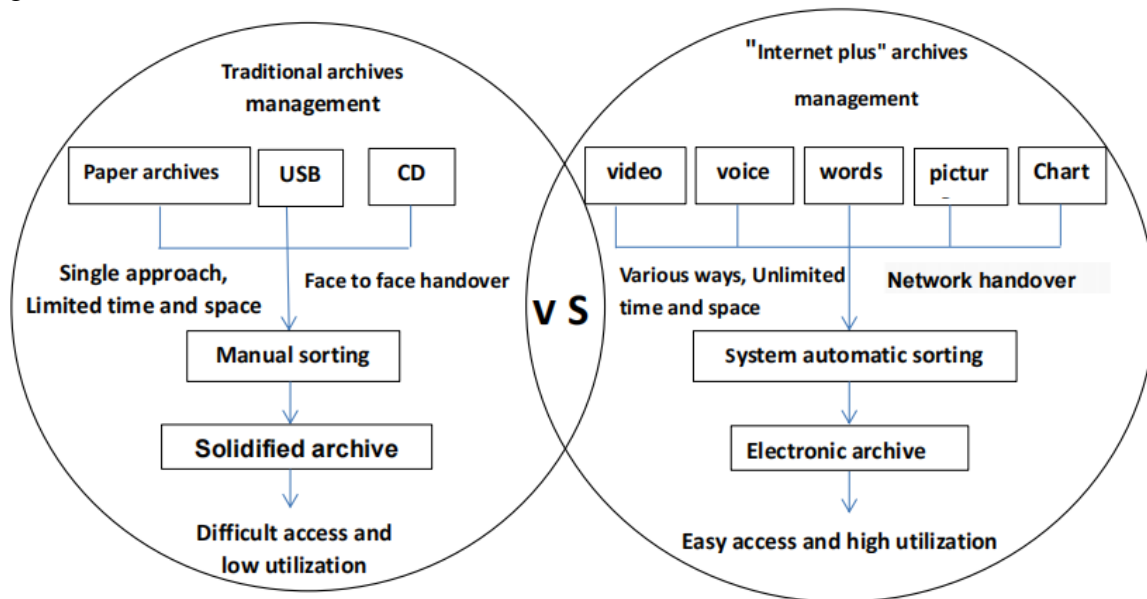 Traditional archives
management
Paper archives
USB
CD
Single approach,
Limited time and space
Face to face handover
Manual sorting
Solidified archive
Difficult access and
low utilization
v S
"Internet plus" archives
management
video
voice
words
pictur
Chart
Various ways, Unlimited
time and space
Network handover
System automatic sorting
Electronic archive
Easy access and high utilization